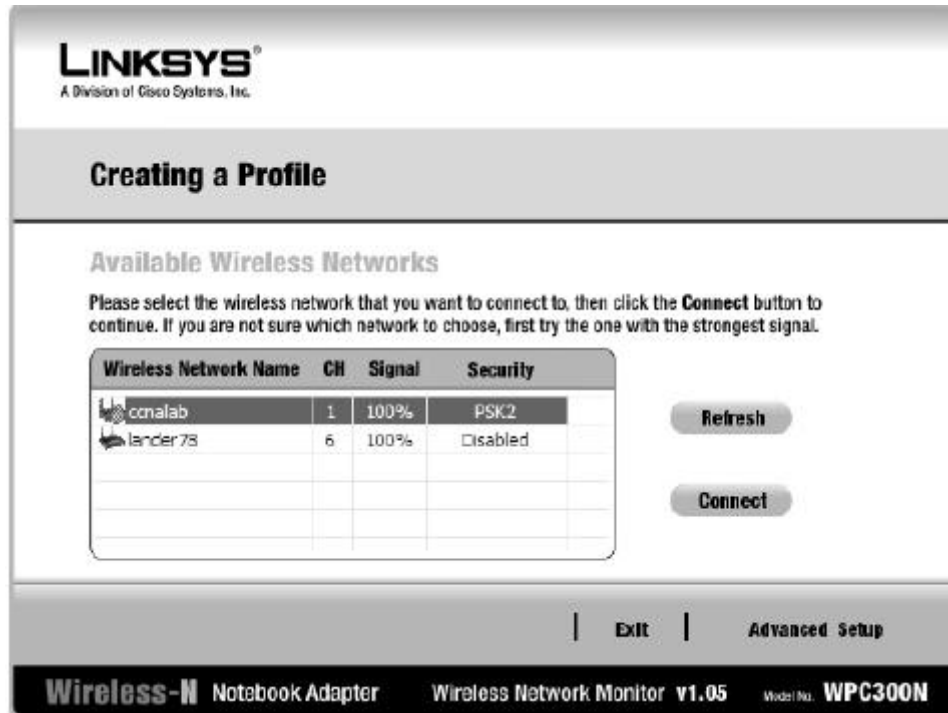 LINKSYS®
A Division of Cisco Systems, Inc.
Creating a Profile
Available Wireless Networks
Please select the wireless network that you want to connect to, then click the Connect button to
continue. If you are not sure which network to choose, first try the one with the strongest signal.
Wireless Network Name CH Signal Security
ccnalab 1 100% PSK2
lander78 6 100% Disabled
Refresh
Connect
Exit Advanced Setup
Wireless-N Notebook Adapter Wireless Network Monitor v1.05 Model No. WPC300N